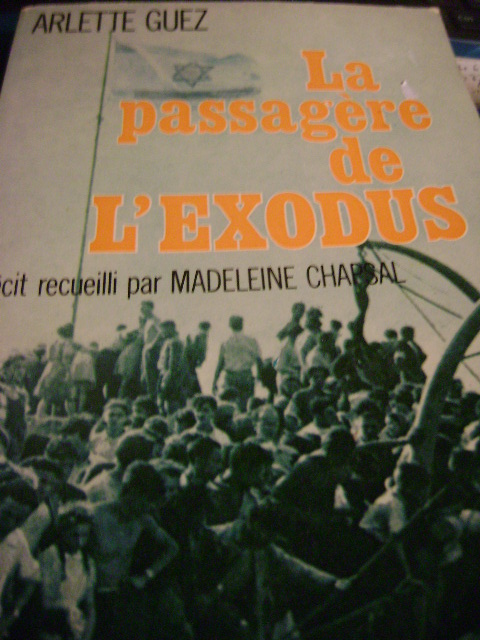 ARLETTE GUEZ
La
passagère
de
L'EXODUS
cit recueilli par MADELEINE CHAPSAL